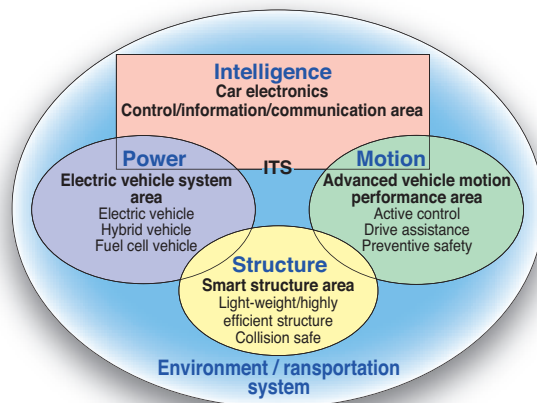 Intelligence
Car electronics
Control/information/communication area
ITS
Power
Electric vehicle system
area
Electric vehicle
Hybrid vehicle
Fuel cell vehicle
Motion
Advanced vehicle motion
performance area
Active control
Drive assistance
Preventive safety
Structure
Smart structure area
Light-weight/highly
efficient structure
Collision safe
Environment / ransportation
system